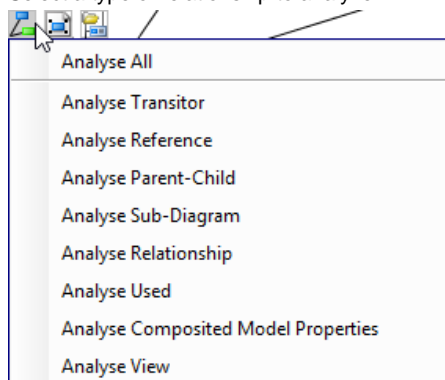 Analyse All
Analyse Transitor
Analyse Reference
Analyse Parent-Child
Analyse Sub-Diagram
Analyse Relationship
Analyse Used
Analyse Composited Model Properties
Analyse View